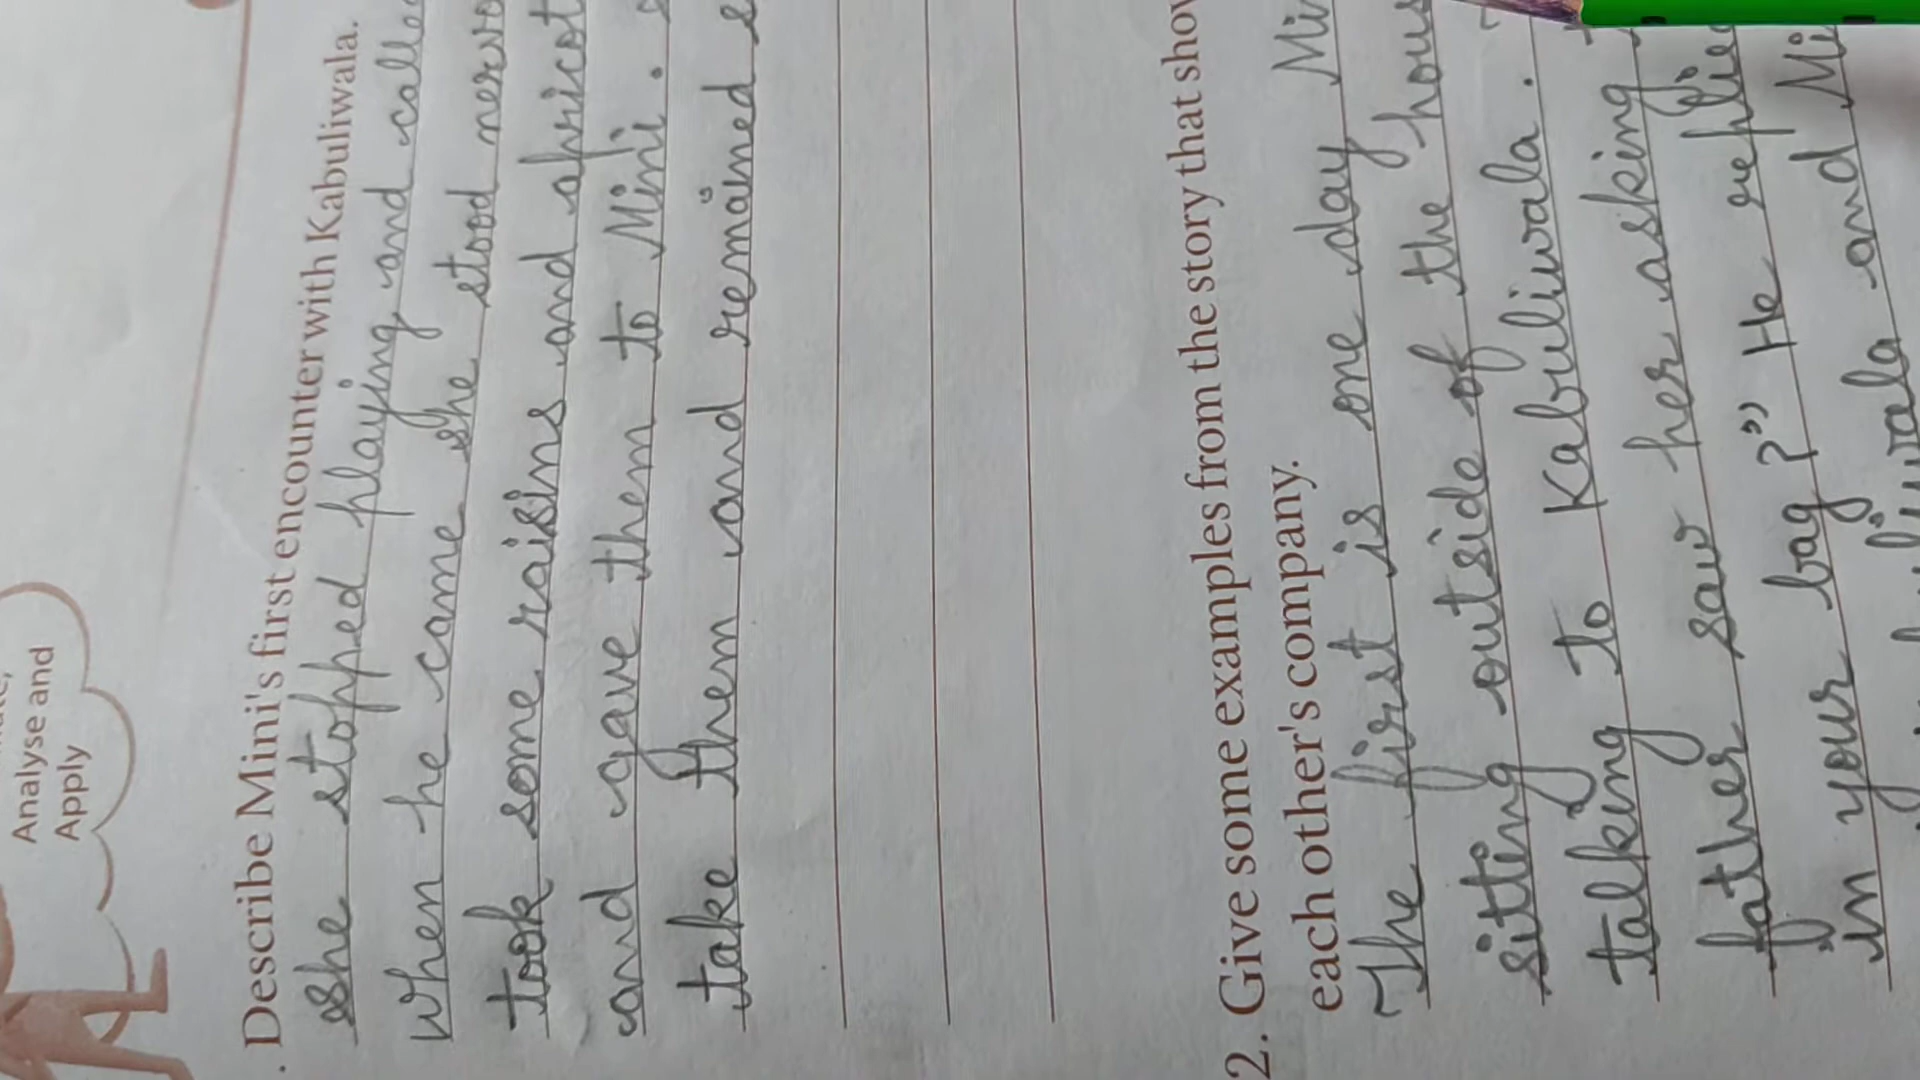 Analyse and
Apply
. Describe Mini's first encounter with Kabuliwala.
she stopped playing and
when he came she stood
took some raisins and
and gave them to Mini.
take them and remained
2. Give some examples from the story that
each other's company.
The first is one day
sitting outside of the
talking to Kabuliwala.
father saw her asking
in your bag?" He
and